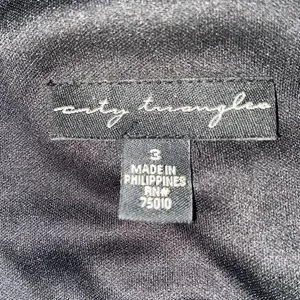 city triangles
3
MADE IN
PHILIPPINES
RN#
75010